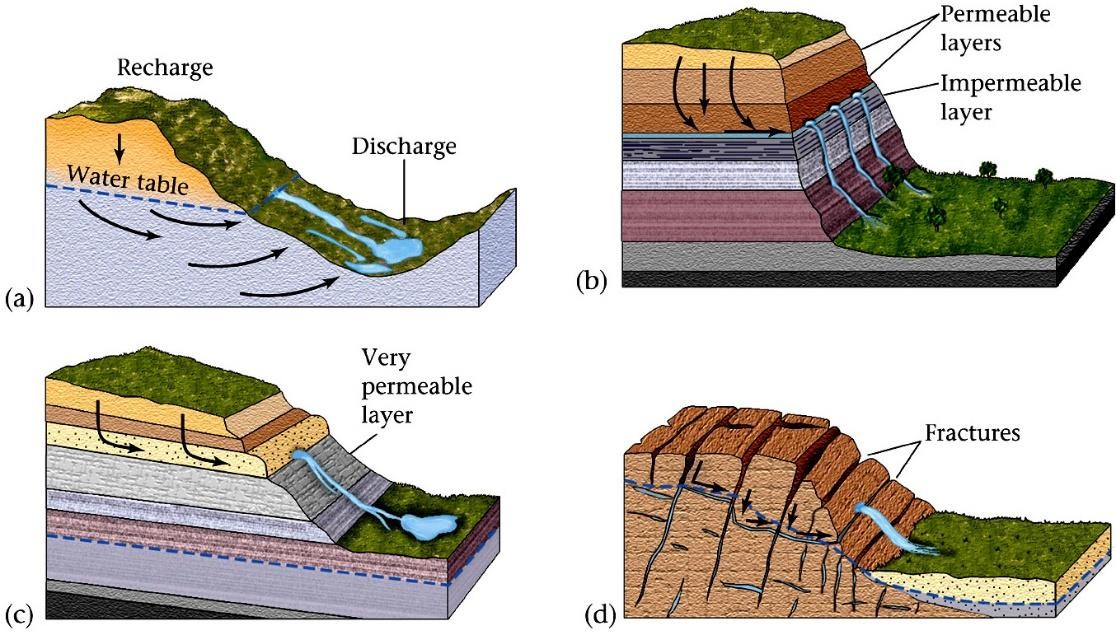 Recharge
Discharge
Water table
(a)
Permeable
layers
Impermeable
layer
(b)
Very
permeable
layer
(c)
Fractures
(d)